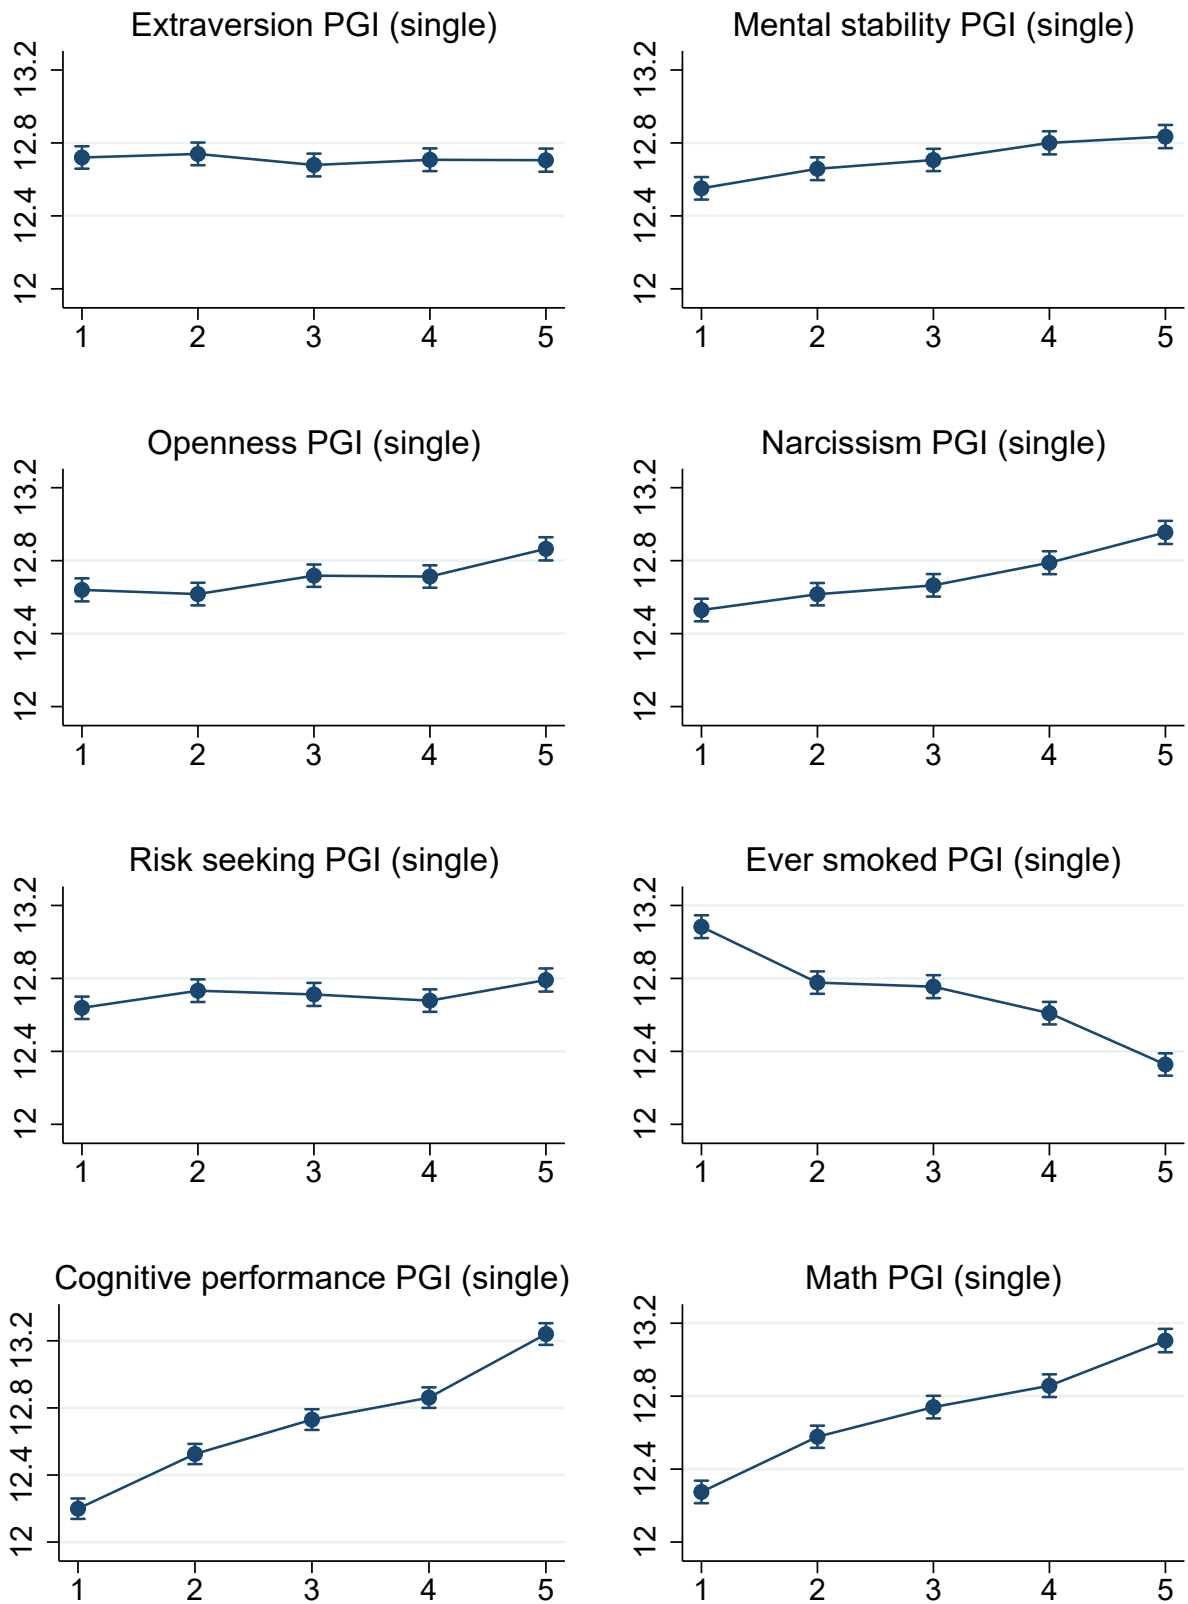 Extraversion PGI (single)
13.2
12.8
12.4
12
1 2 3 4 5
Mental stability PGI (single)
13.2
12.8
12.4
12
1 2 3 4 5
Openness PGI (single)
13.2
12.8
12.4
12
1 2 3 4 5
Narcissism PGI (single)
13.2
12.8
12.4
12
1 2 3 4 5
Risk seeking PGI (single)
13.2
12.8
12.4
12
1 2 3 4 5
Ever smoked PGI (single)
13.2
12.8
12.4
12
1 2 3 4 5
Cognitive performance PGI (single)
13.2
12.8
12.4
12
1 2 3 4 5
Math PGI (single)
13.2
12.8
12.4
12
1 2 3 4 5